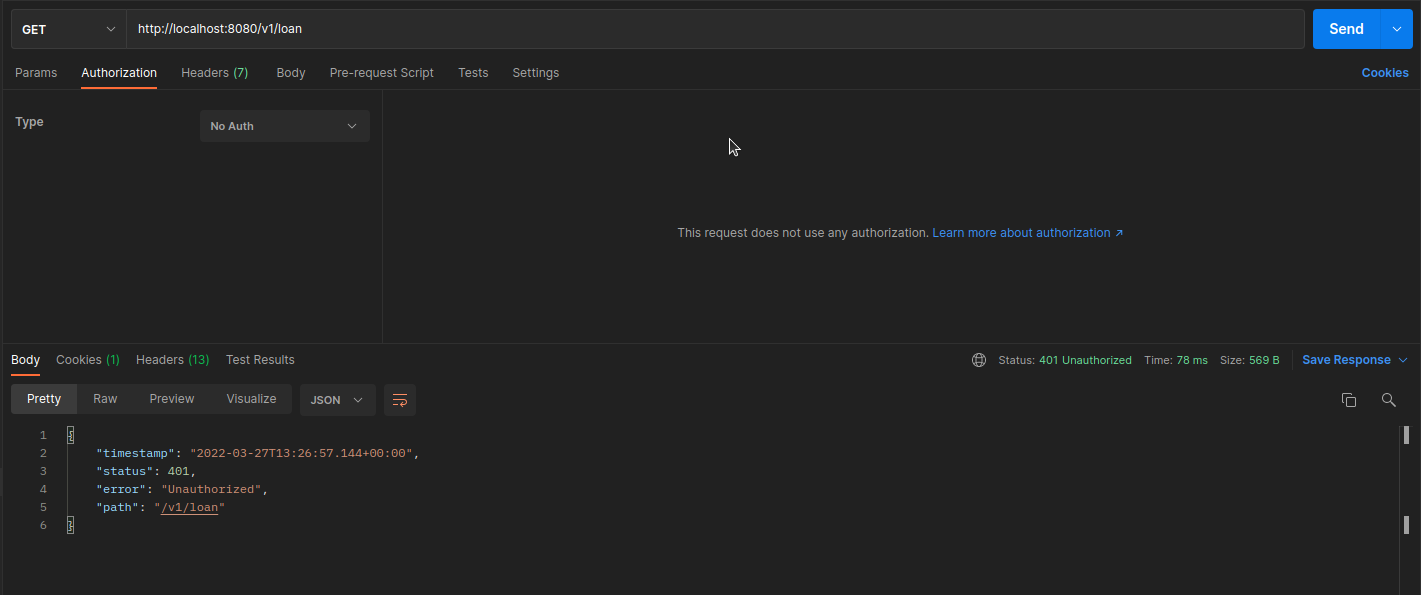 GET http://localhost:8080/v1/loan Send
Params Authorization Headers (7) Body Pre-request Script Tests Settings Cookies
Type No Auth
This request does not use any authorization. Learn more about authorization ↗
Body Cookies (1) Headers (13) Test Results Status: 401 Unauthorized Time: 78 ms Size: 569 B Save Response
Pretty Raw Preview Visualize JSON
1 {
2 "timestamp": "2022-03-27T13:26:57.144+00:00",
3 "status": 401,
4 "error": "Unauthorized",
5 "path": "/v1/loan"
6 }